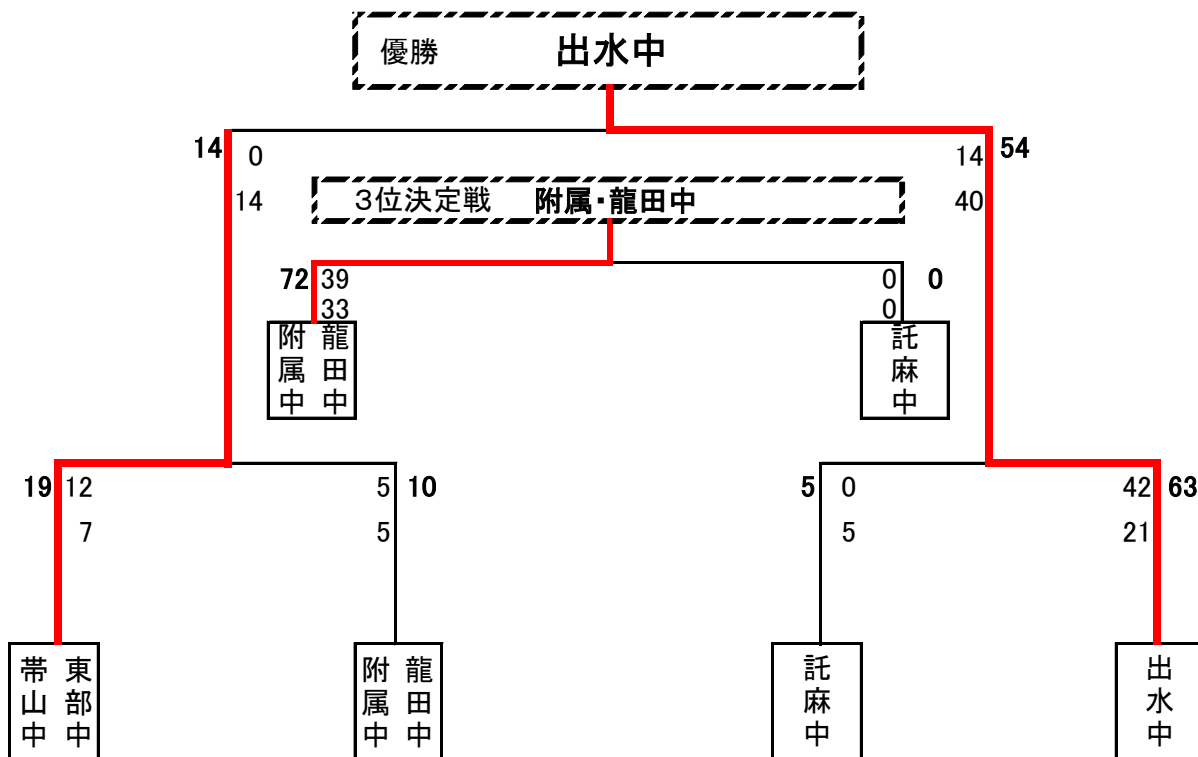 優勝 出水中
14 0 14 54
14 40
3位決定戦 附属・龍田中
72 39 0 0
33 0
附属中 龍田中
託麻中
19 12 5 10 5 0 42 63
7 5 5 21
帯山中 東部中
附属中 龍田中
託麻中
出水中